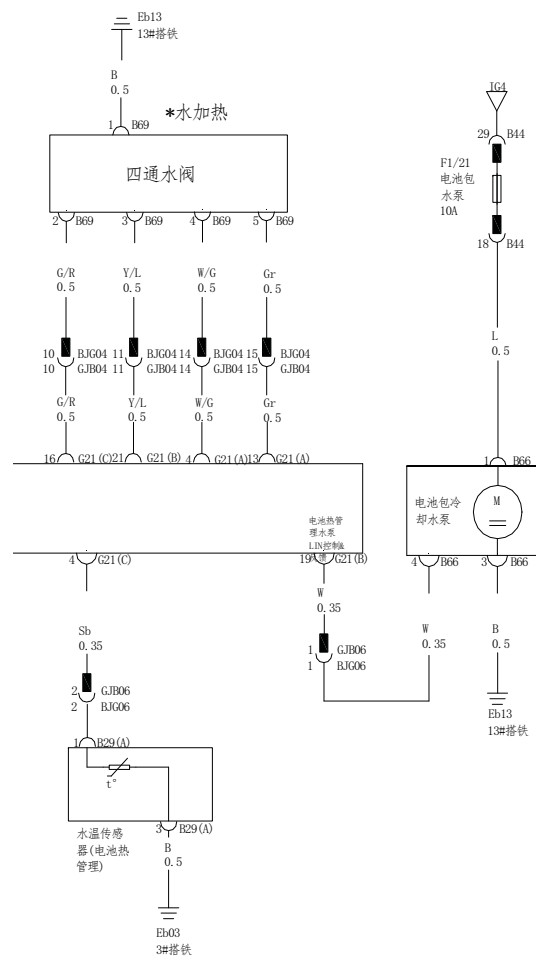 Eb13
13#搭铁
B
0.5
*水加热
1 B69
四通水阀
2 B69 3 B69 4 B69 5 B69
G/R Y/L W/G Gr
0.5 0.5 0.5 0.5
10 BJG04 11 BJG04 14 BJG04 15 BJG04
10 GJB04 11 GJB04 14 GJB04 15 GJB04
G/R Y/L W/G Gr
0.5 0.5 0.5 0.5
16 G21(C) 21 G21(B) 4 G21(A) 13 G21(A)
电池热管
理水泵
LIN控制&
4 G21(C) 19 G21(B)
Sb
0.35
2 GJB06
2 BJG06
1 B29(A)
t°
水温传感
器(电池热
管理)
3 B29(A)
B
0.5
Eb03
3#搭铁
W
0.35
1 GJB06
1 BJG06
IG4
29 B44
F1/21
电池包
水泵
10A
18 B44
L
0.5
1 B66
电池包冷
却水泵
M
4 B66 3 B66
W
0.35
B
0.5
Eb13
13#搭铁